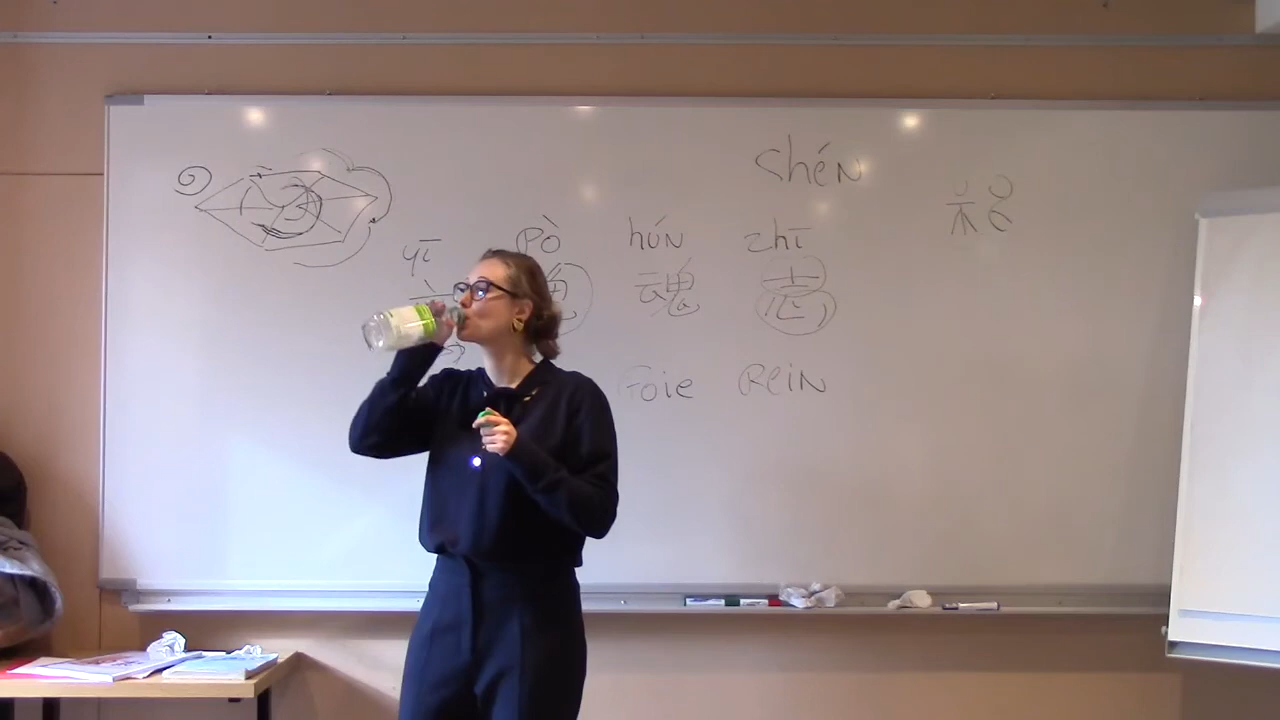 shén
yī pò hún zhī
魂 志
Foie Rein